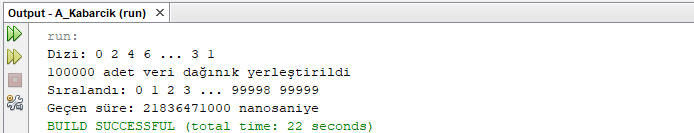 Output - A_Kabarcik (run)
run:
Dizi: 0 2 4 6 ... 3 1
100000 adet veri dağınık yerleştirildi
Sıralandı: 0 1 2 3 ... 99998 99999
Geçen süre: 21836471000 nanosaniye
BUILD SUCCESSFUL (total time: 22 seconds)